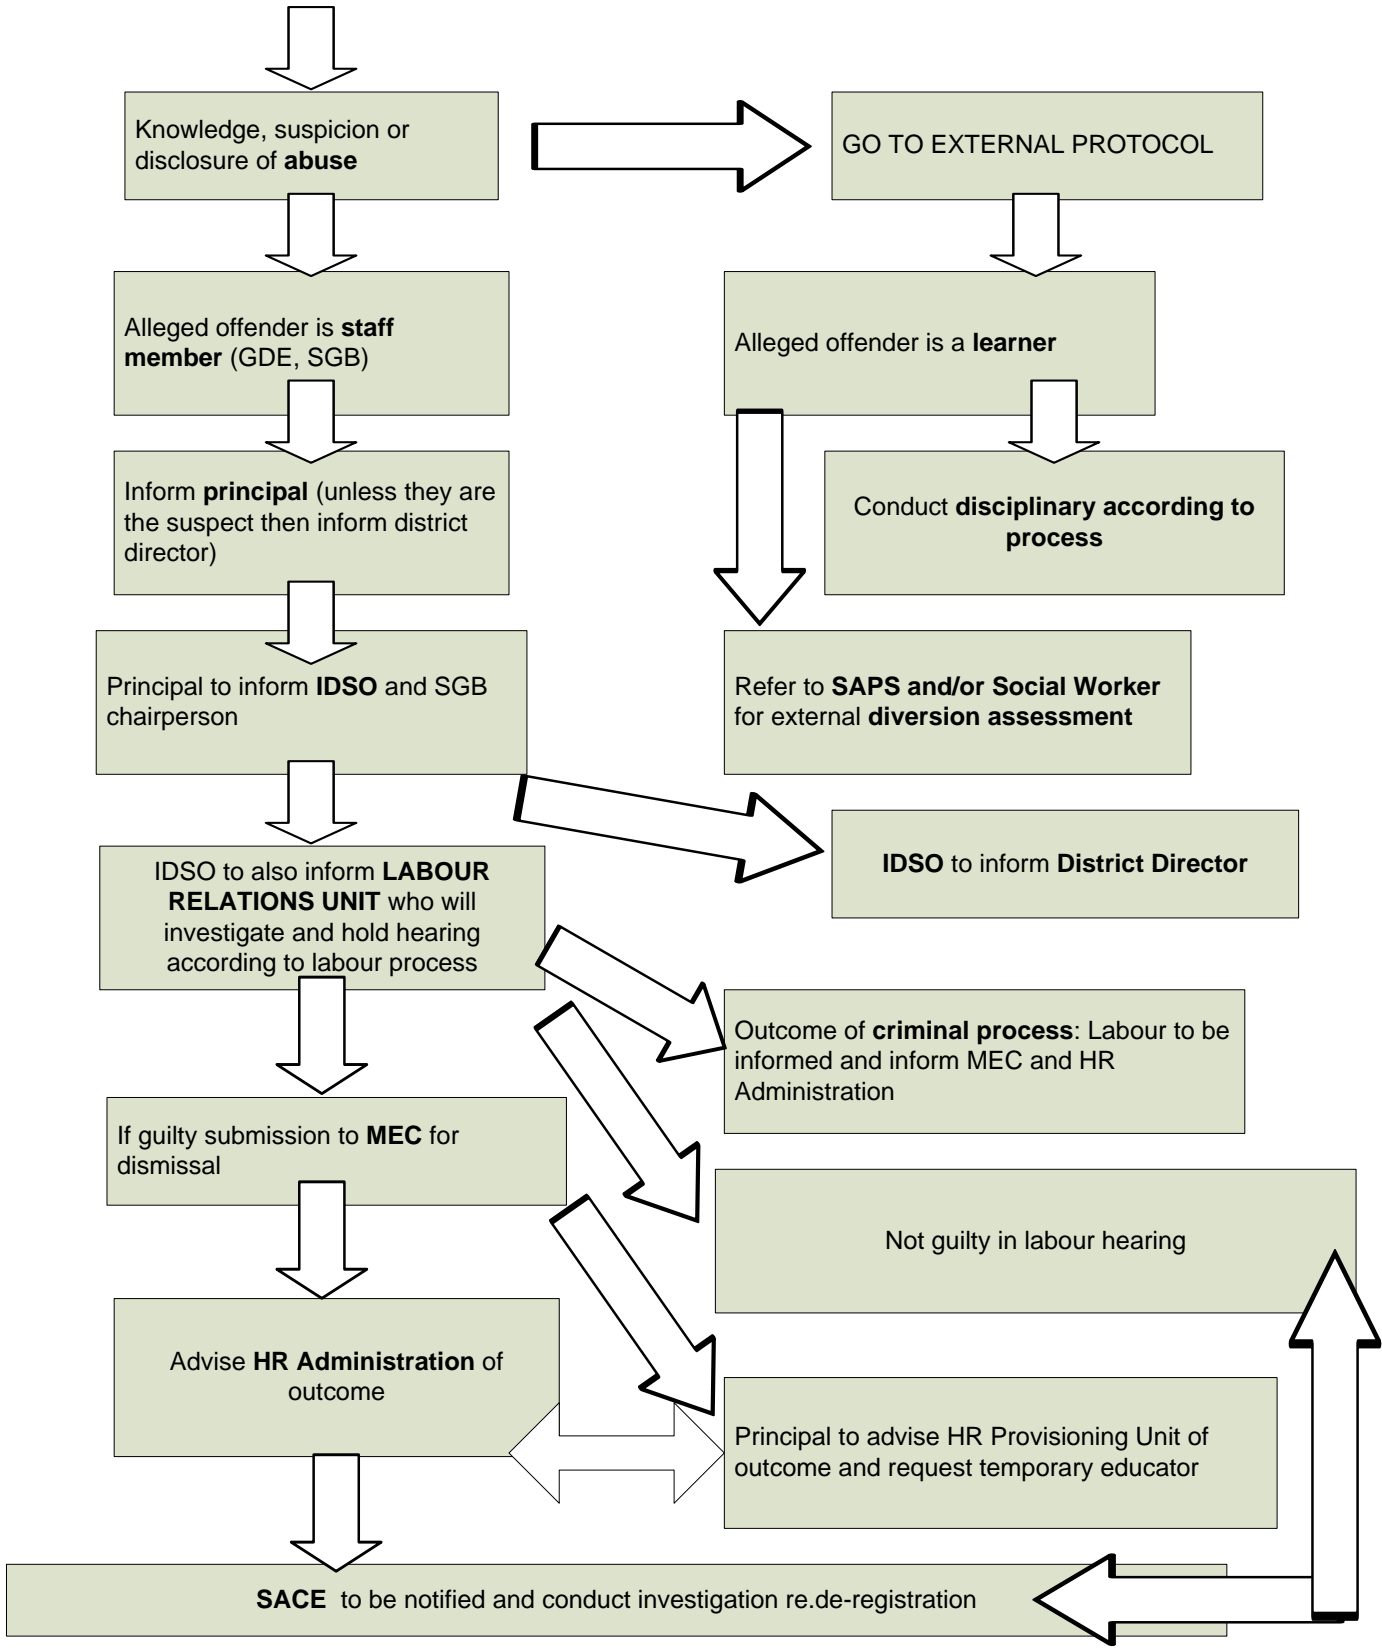 Knowledge, suspicion or
disclosure of abuse
GO TO EXTERNAL PROTOCOL
Alleged offender is staff
member (GDE, SGB)
Alleged offender is a learner
Inform principal (unless they are
the suspect then inform district
director)
Conduct disciplinary according to
process
Principal to inform IDSO and SGB
chairperson
Refer to SAPS and/or Social Worker
for external diversion assessment
IDSO to also inform LABOUR
RELATIONS UNIT who will
investigate and hold hearing
according to labour process
IDSO to inform District Director
Outcome of criminal process: Labour to be
informed and inform MEC and HR
Administration
If guilty submission to MEC for
dismissal
Not guilty in labour hearing
Advise HR Administration of
outcome
Principal to advise HR Provisioning Unit of
outcome and request temporary educator
SACE to be notified and conduct investigation re.de-registration